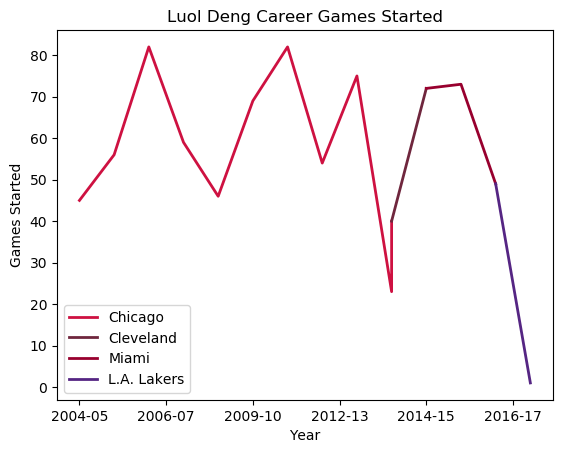 Luol Deng Career Games Started
Games Started
80
70
60
50
40
30
20
10
0
Chicago
Cleveland
Miami
L.A. Lakers
2004-05 2006-07 2009-10 2012-13 2014-15 2016-17
Year